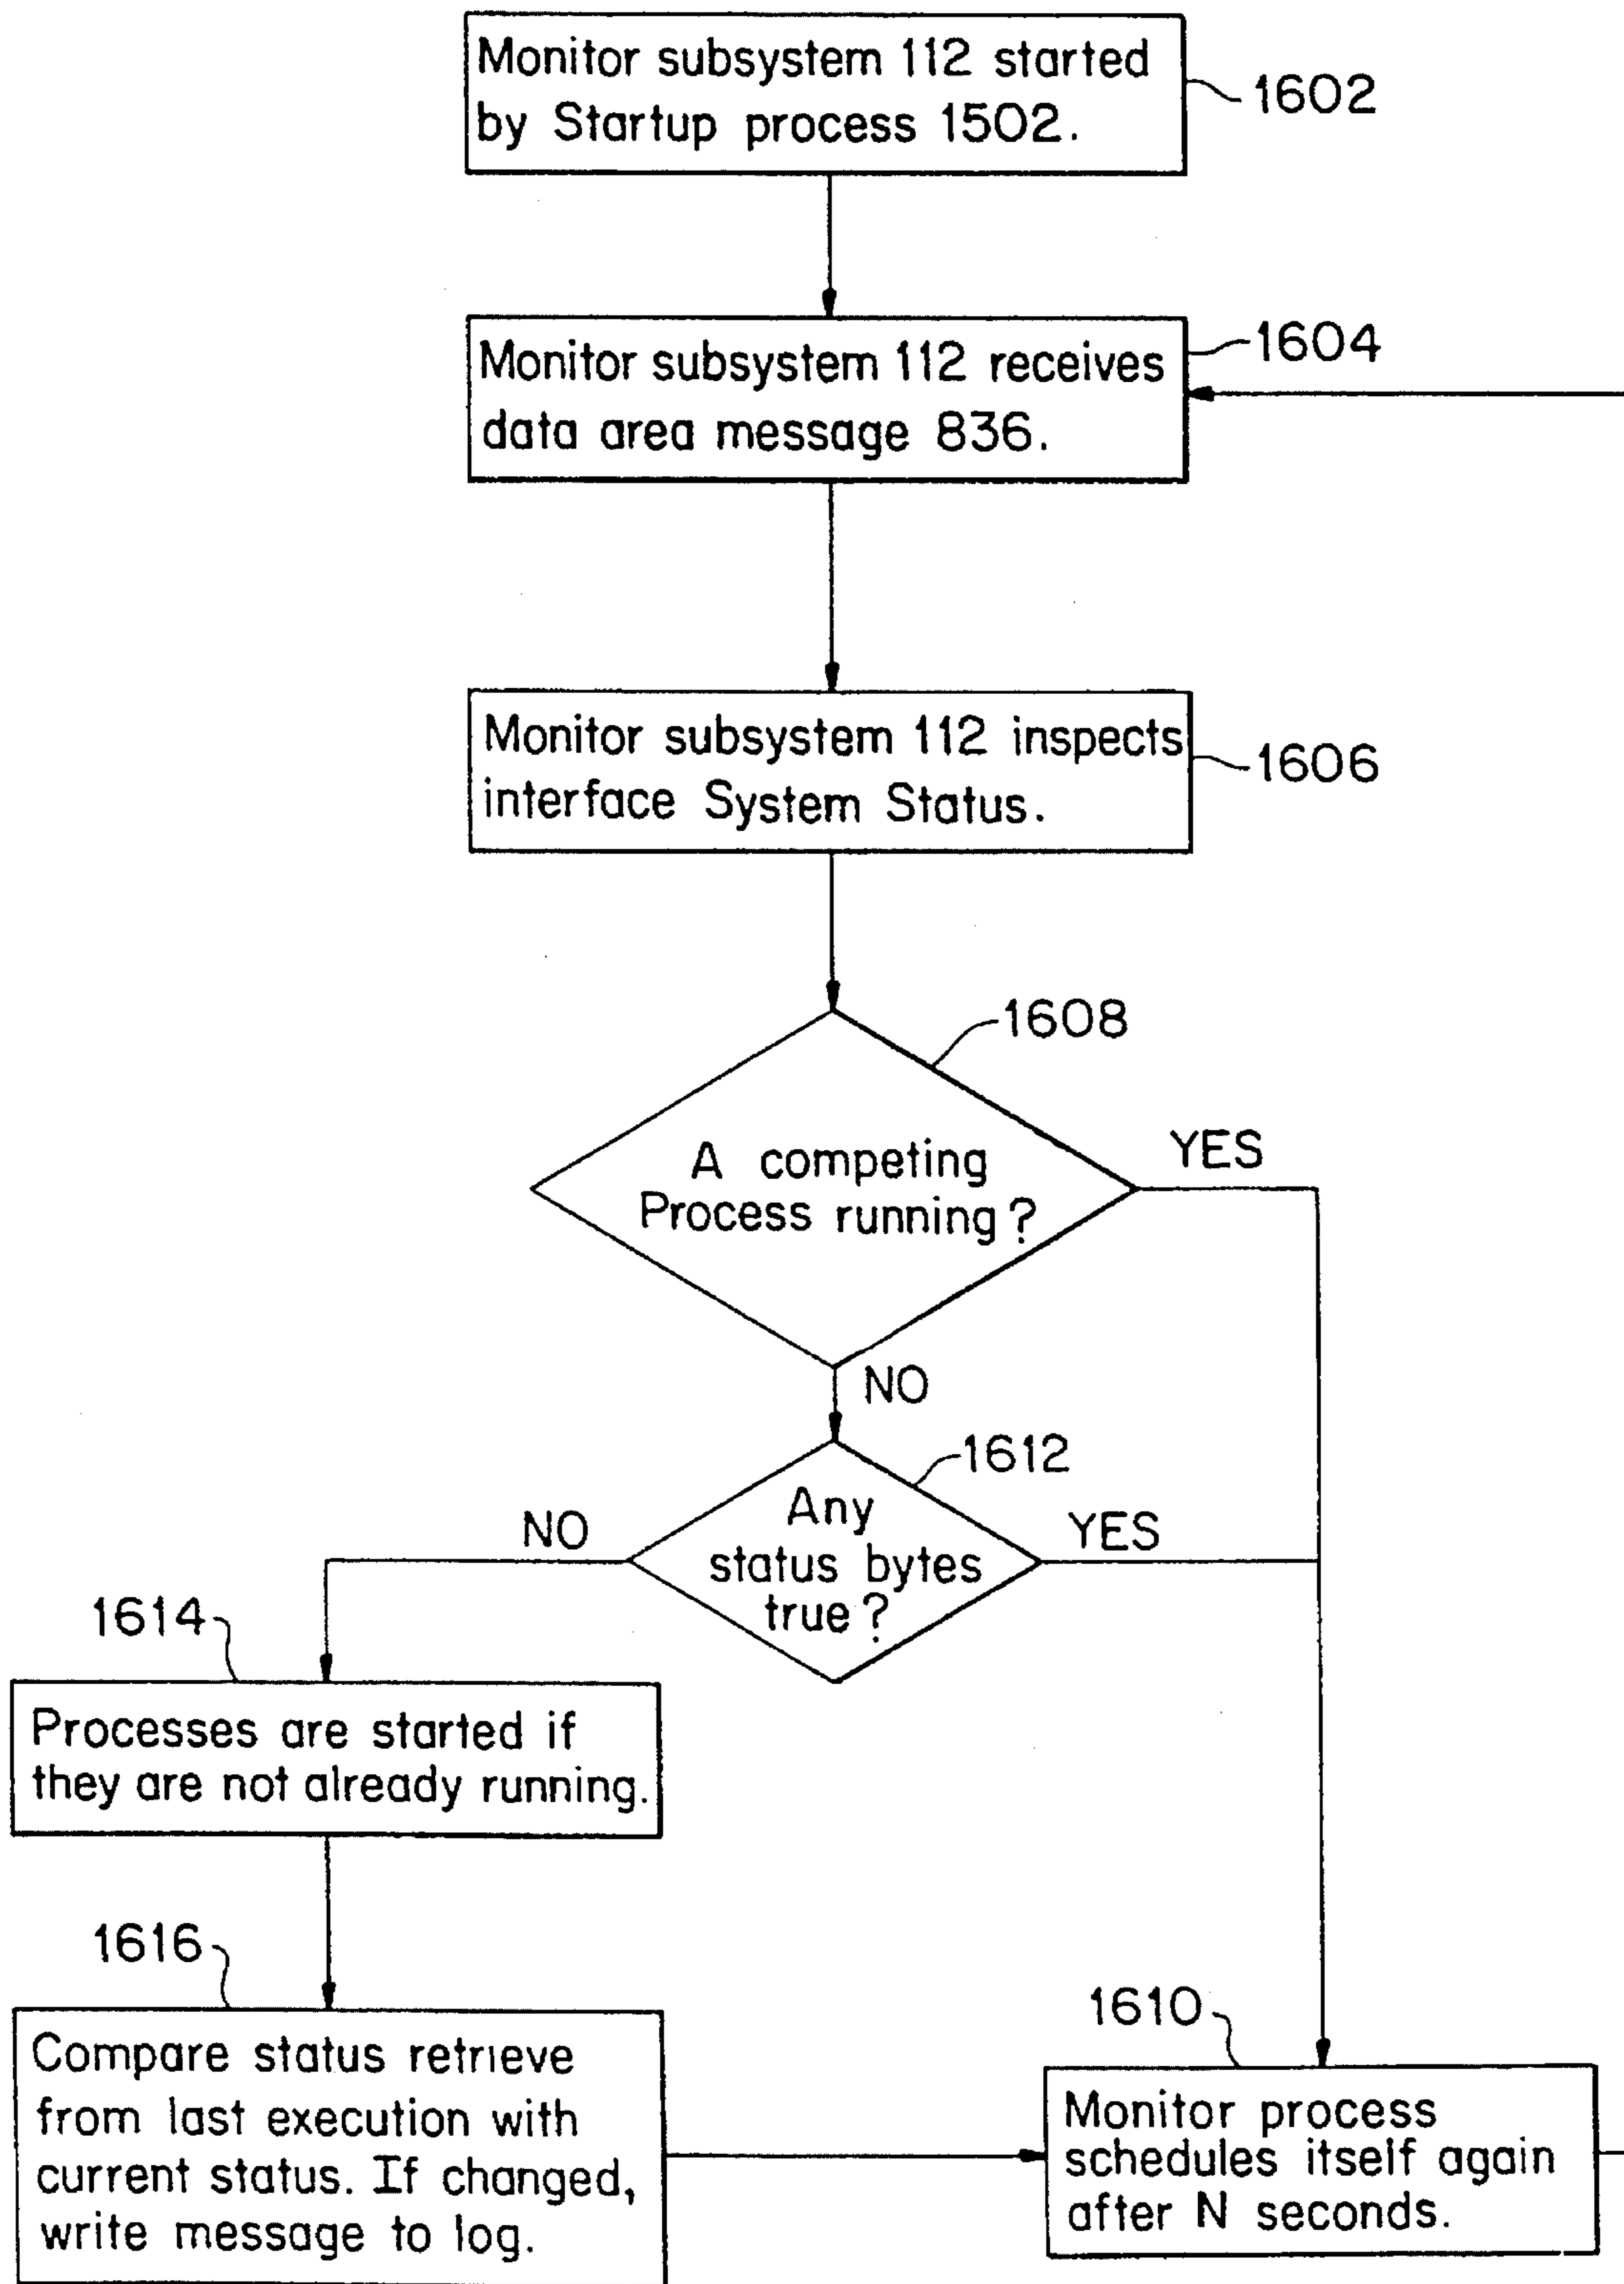 Monitor subsystem 112 started
by Startup process 1502.
1602
Monitor subsystem 112 receives
data area message 836.
1604
Monitor subsystem 112 inspects
interface System Status.
1606
1608
A competing
Process running?
YES
NO
1612
Any
status bytes
true?
NO
YES
1614
Processes are started if
they are not already running.
1616
Compare status retrieve
from last execution with
current status. If changed,
write message to log.
1610
Monitor process
schedules itself again
after N seconds.